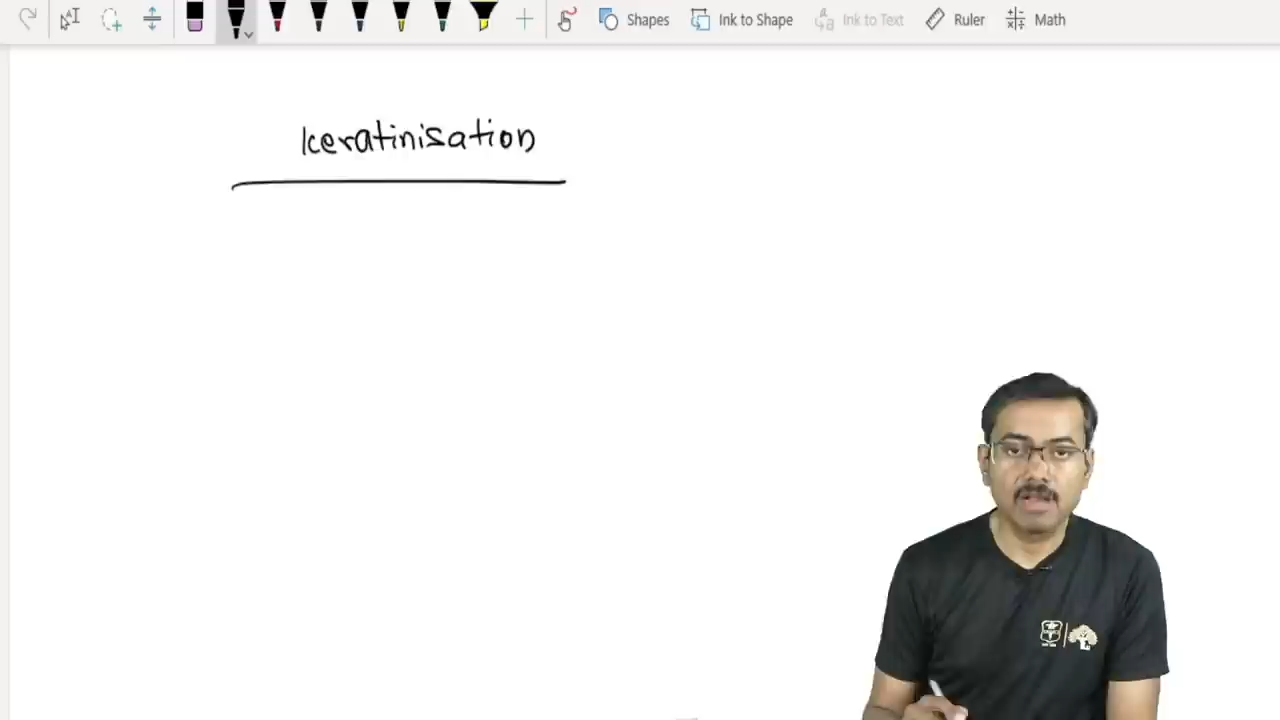 Shapes Ink to Shape Ink to Text Ruler Math
keratinisation